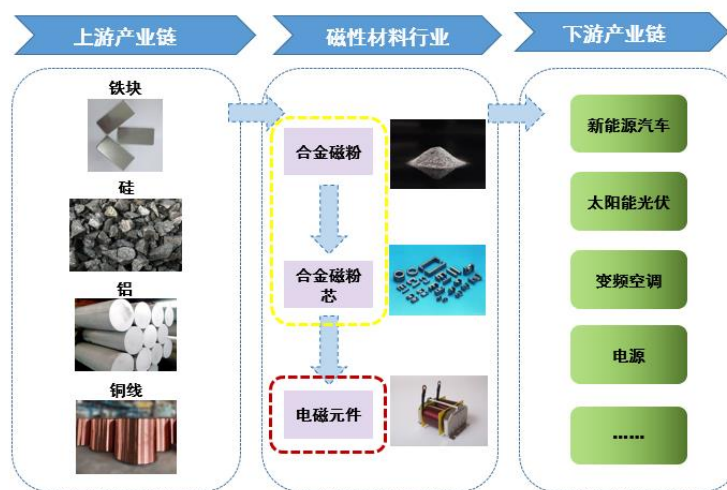 上游产业链
磁性材料行业
下游产业链
铁块
硅
铝
铜线
合金磁粉
合金磁粉
芯
电磁元件
新能源汽车
太阳能光伏
变频空调
电源
……